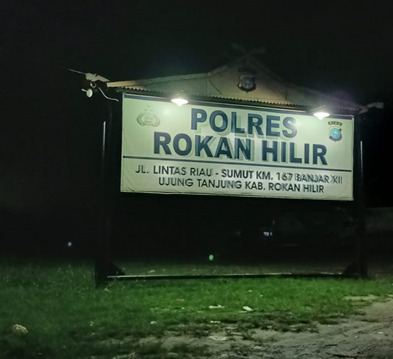 POLRES
ROKAN HILIR
JL. LINTAS RIAU - SUMUT KM. 167 BANJAR XII
UJUNG TANJUNG KAB. ROKAN HILIR